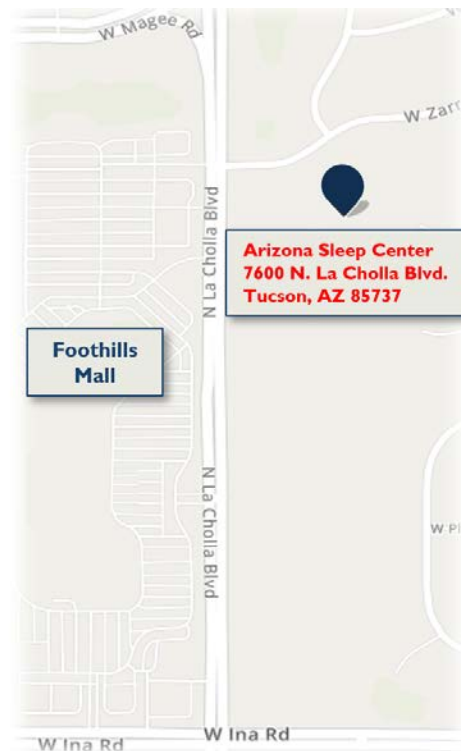 W Magee Rd
W Zarr
N La Cholla Blvd
Arizona Sleep Center
7600 N. La Cholla Blvd.
Tucson, AZ 85737
Foothills
Mall
N La Cholla Blvd
W Pl
W Ina Rd
W Ina Rd